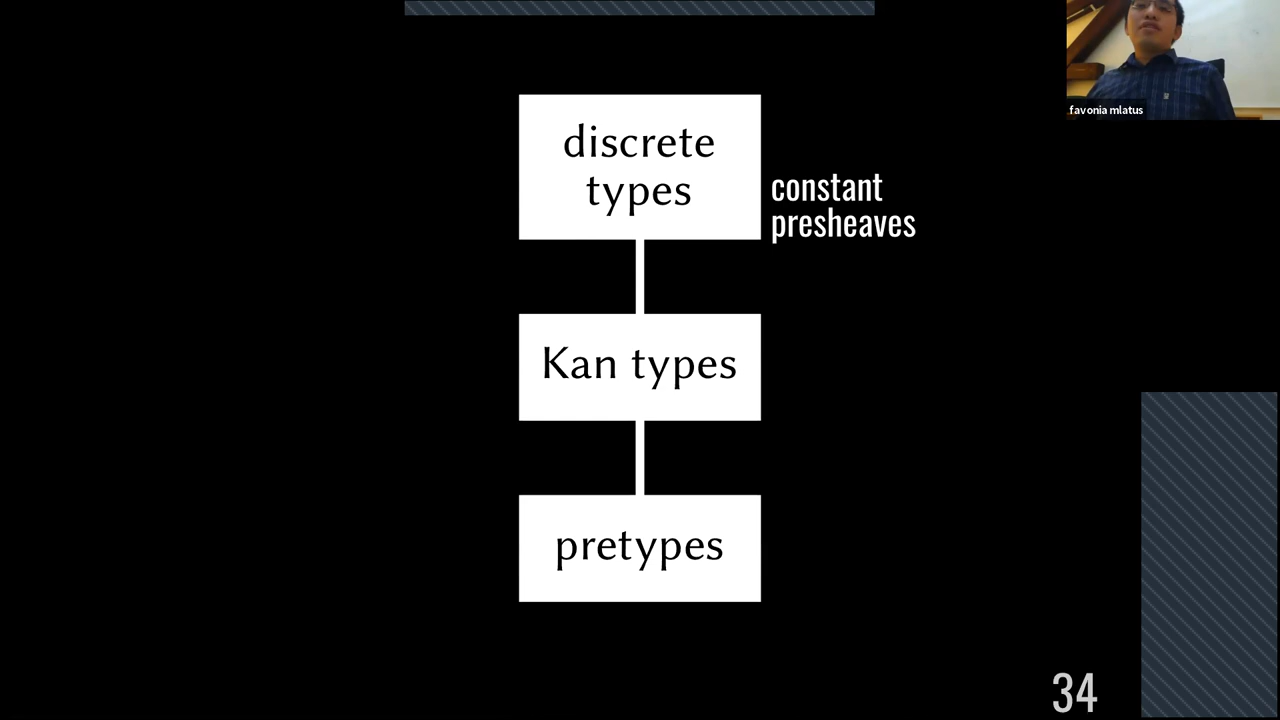 discrete
types
constant
presheaves
Kan types
pretypes
34
favonia mlatus